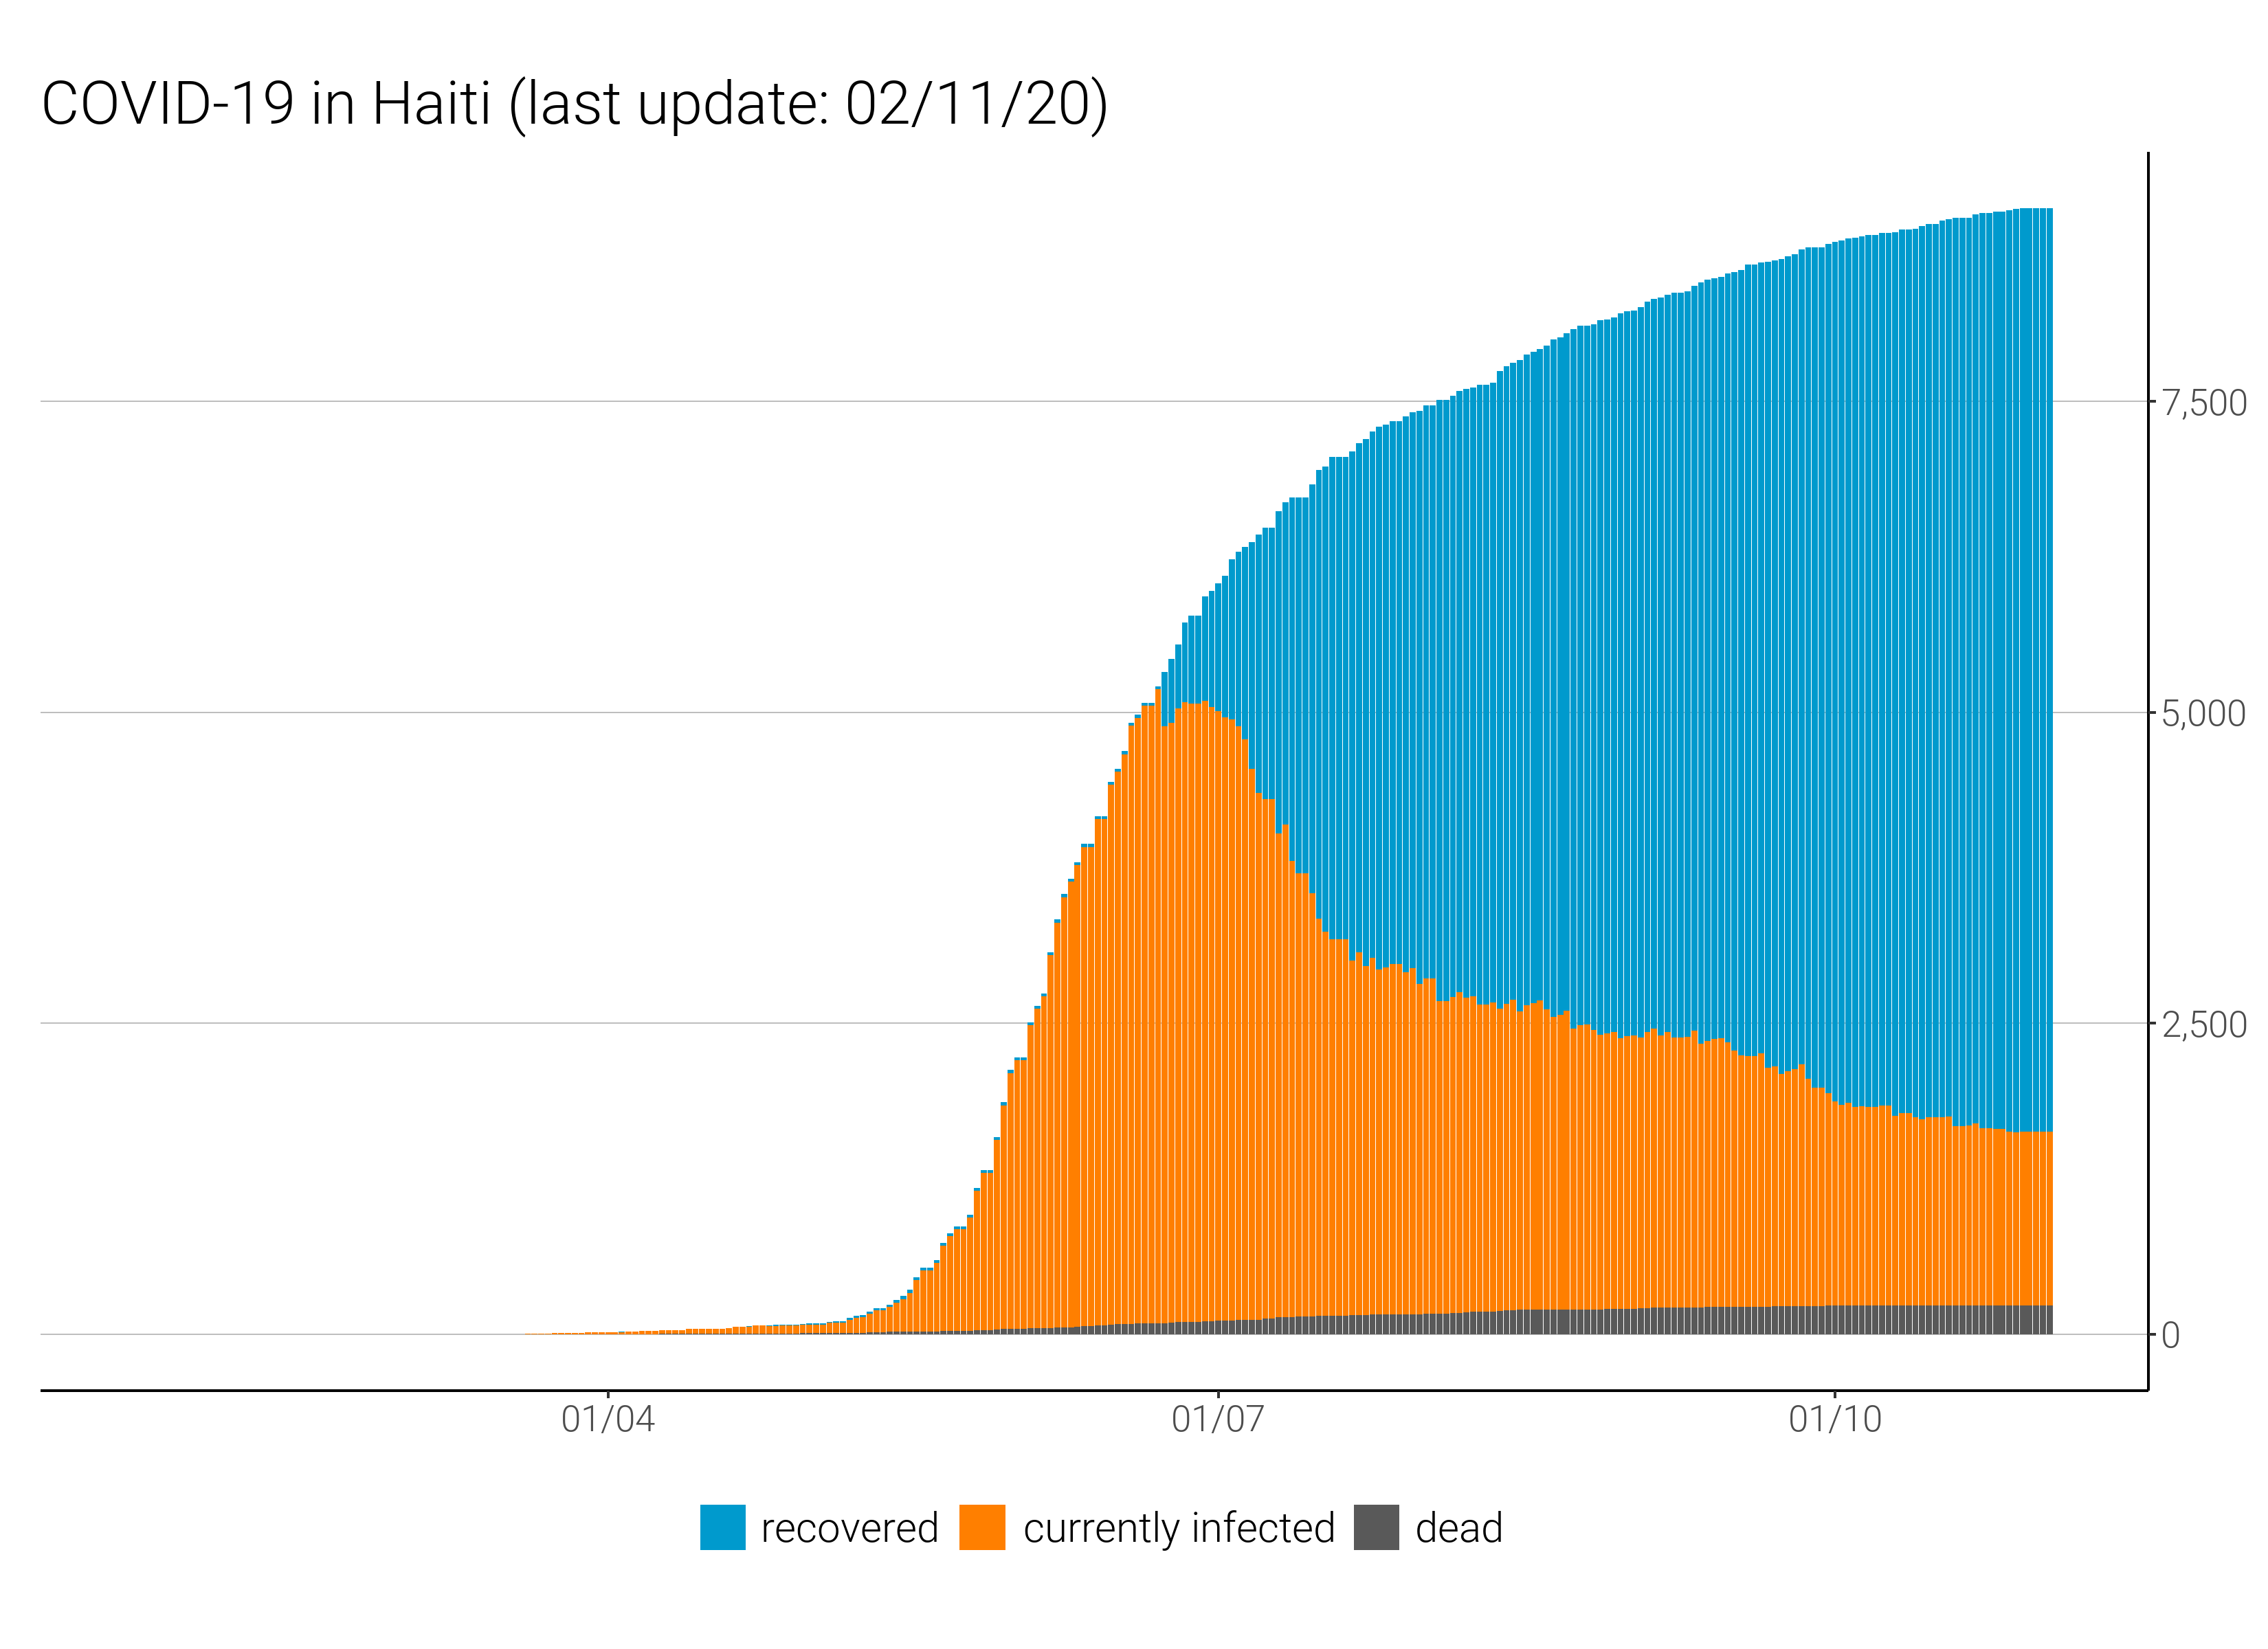 COVID-19 in Haiti (last update: 02/11/20)
7,500
5,000
2,500
0
01/04 01/07 01/10
recovered currently infected dead